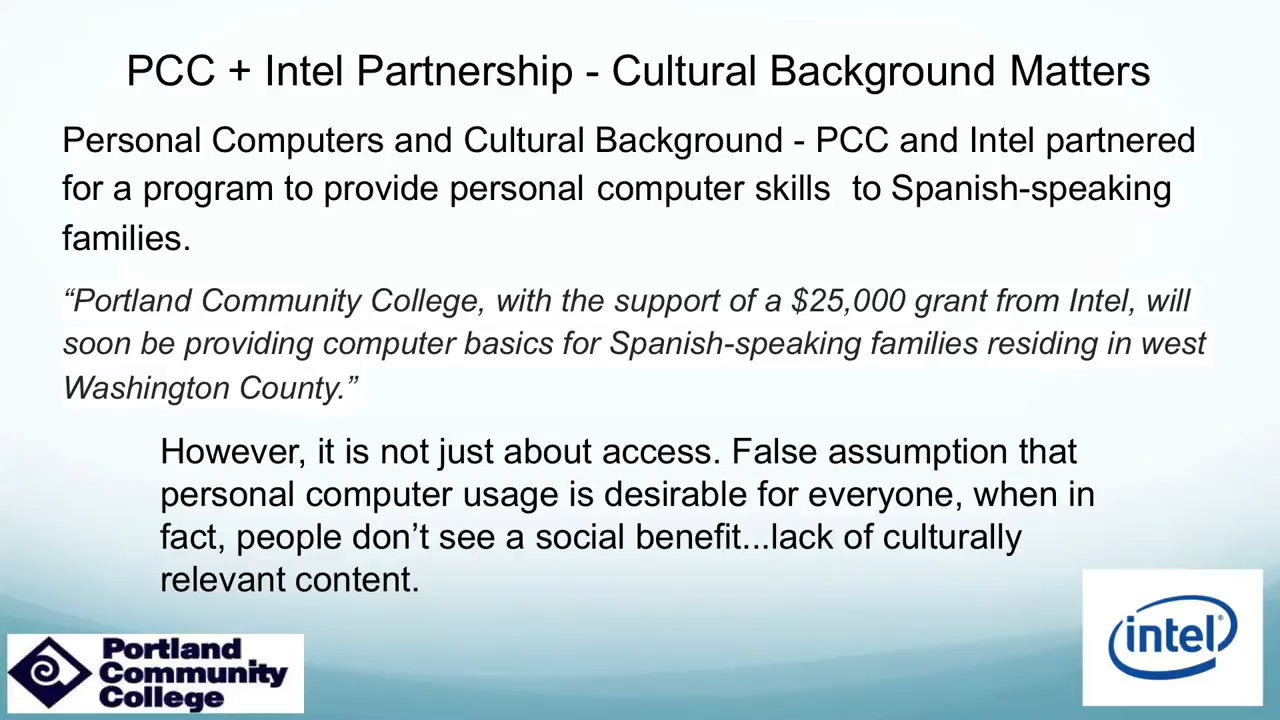 PCC + Intel Partnership - Cultural Background Matters
Personal Computers and Cultural Background - PCC and Intel partnered
for a program to provide personal computer skills  to Spanish-speaking
families.
“Portland Community College, with the support of a $25,000 grant from Intel, will
soon be providing computer basics for Spanish-speaking families residing in west
Washington County.”
However, it is not just about access. False assumption that
personal computer usage is desirable for everyone, when in
fact, people don’t see a social benefit...lack of culturally
relevant content.
Portland
Community
College
intel®